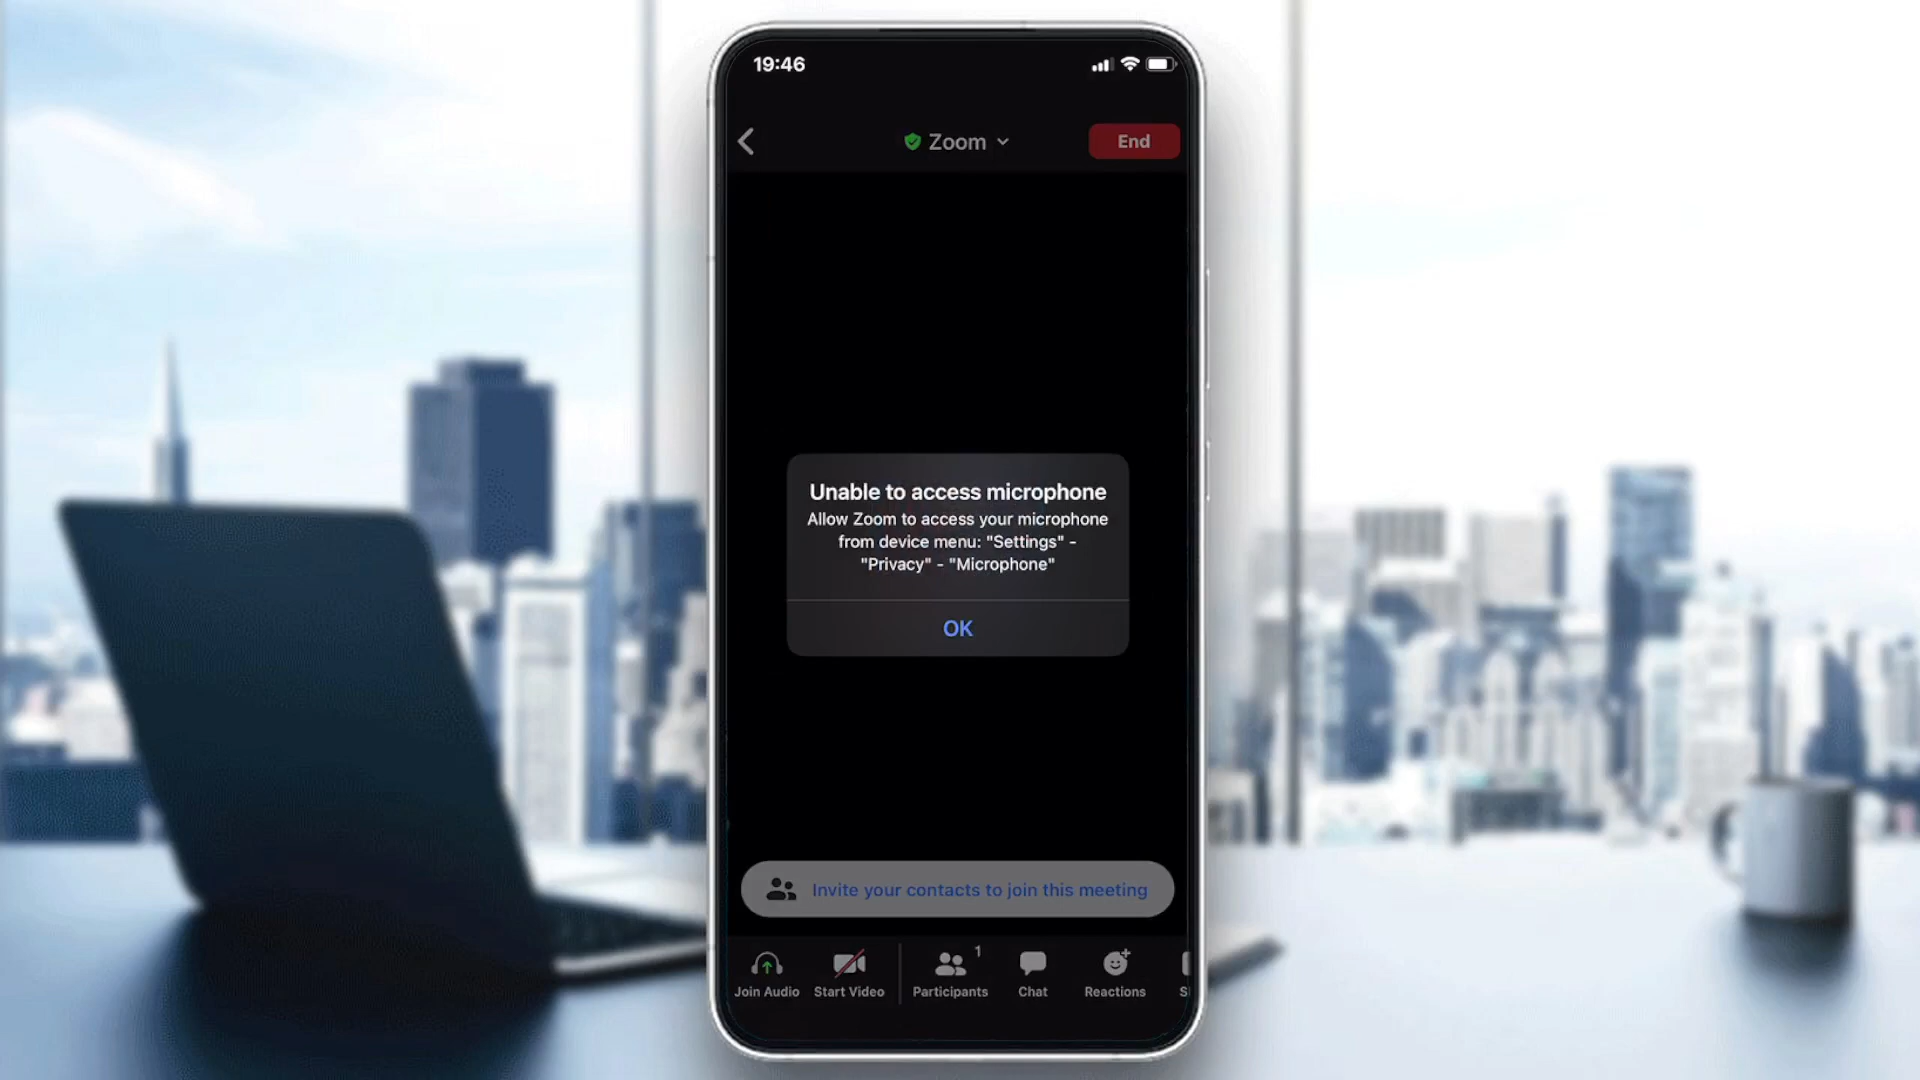 19:46
Zoom
End
Unable to access microphone
Allow Zoom to access your microphone
from device menu: "Settings" -
"Privacy" - "Microphone"
OK
Invite your contacts to join this meeting
Join Audio
Start Video
1
Participants
Chat
Reactions
S